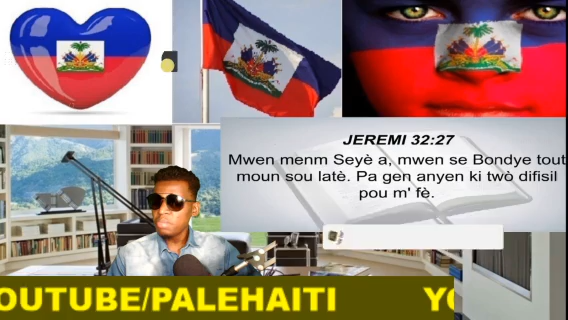 JEREMI 32:27
Mwen menm Seyè a, mwen se Bondye tout
moun sou latè. Pa gen anyen ki twò difisil
pou m' fè.
OUTUBE/PALEHAITI YO